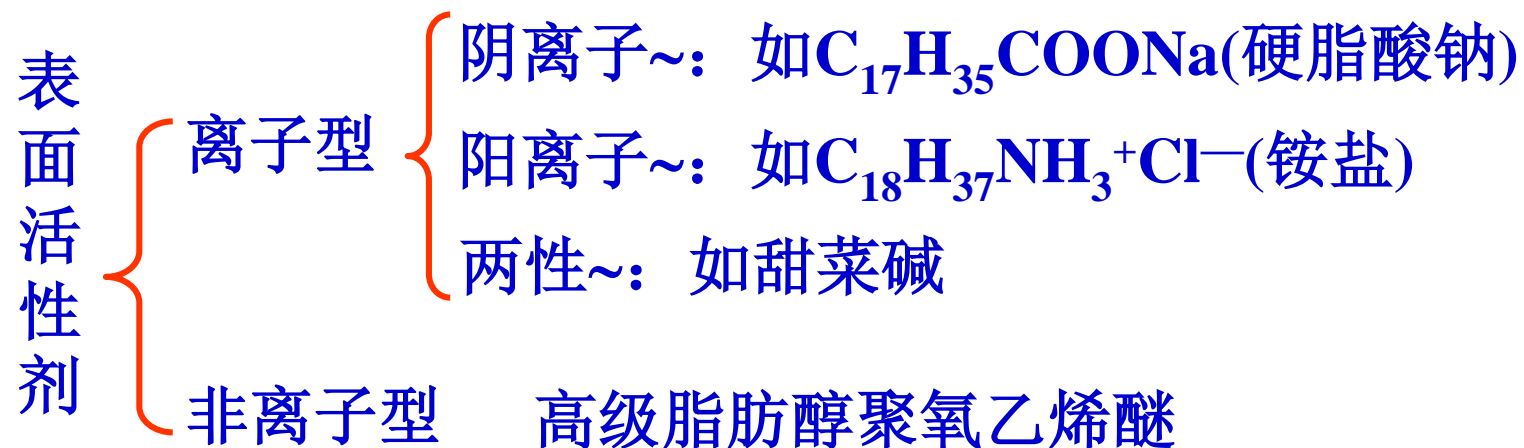 表面活性剂
离子型
阴离子~：如C₁₇H₃₅COONa(硬脂酸钠)
阳离子~：如C₁₈H₃₇NH₃⁺Cl⁻(铵盐)
两性~：如甜菜碱
非离子型 高级脂肪醇聚氧乙烯醚